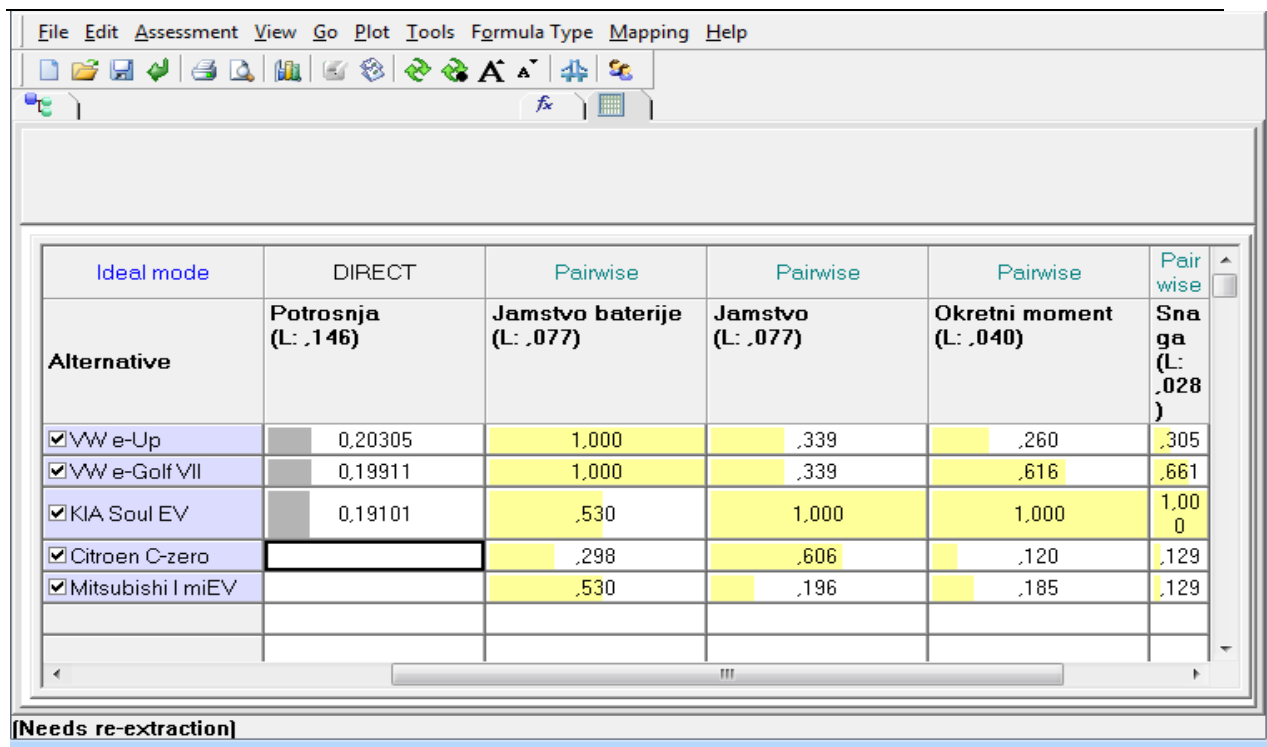 File Edit Assessment View Go Plot Tools Formula Type Mapping Help
A A
fx
Ideal mode DIRECT Pairwise Pairwise Pairwise Pair
wise
Alternative
Potrosnja
(L: ,146)
Jamstvo baterije
(L: ,077)
Jamstvo
(L: ,077)
Okretni moment
(L: ,040)
Sna
ga
(L:
,028
)
VW e-Up 0,20305 1,000 ,339 ,260 ,305
VW e-Golf VII 0,19911 1,000 ,339 ,616 ,661
KIA Soul EV 0,19101 ,530 1,000 1,000 1,00
0
Citroen C-zero ,298 ,606 ,120 ,129
Mitsubishi I miEV ,530 ,196 ,185 ,129
(Needs re-extraction)